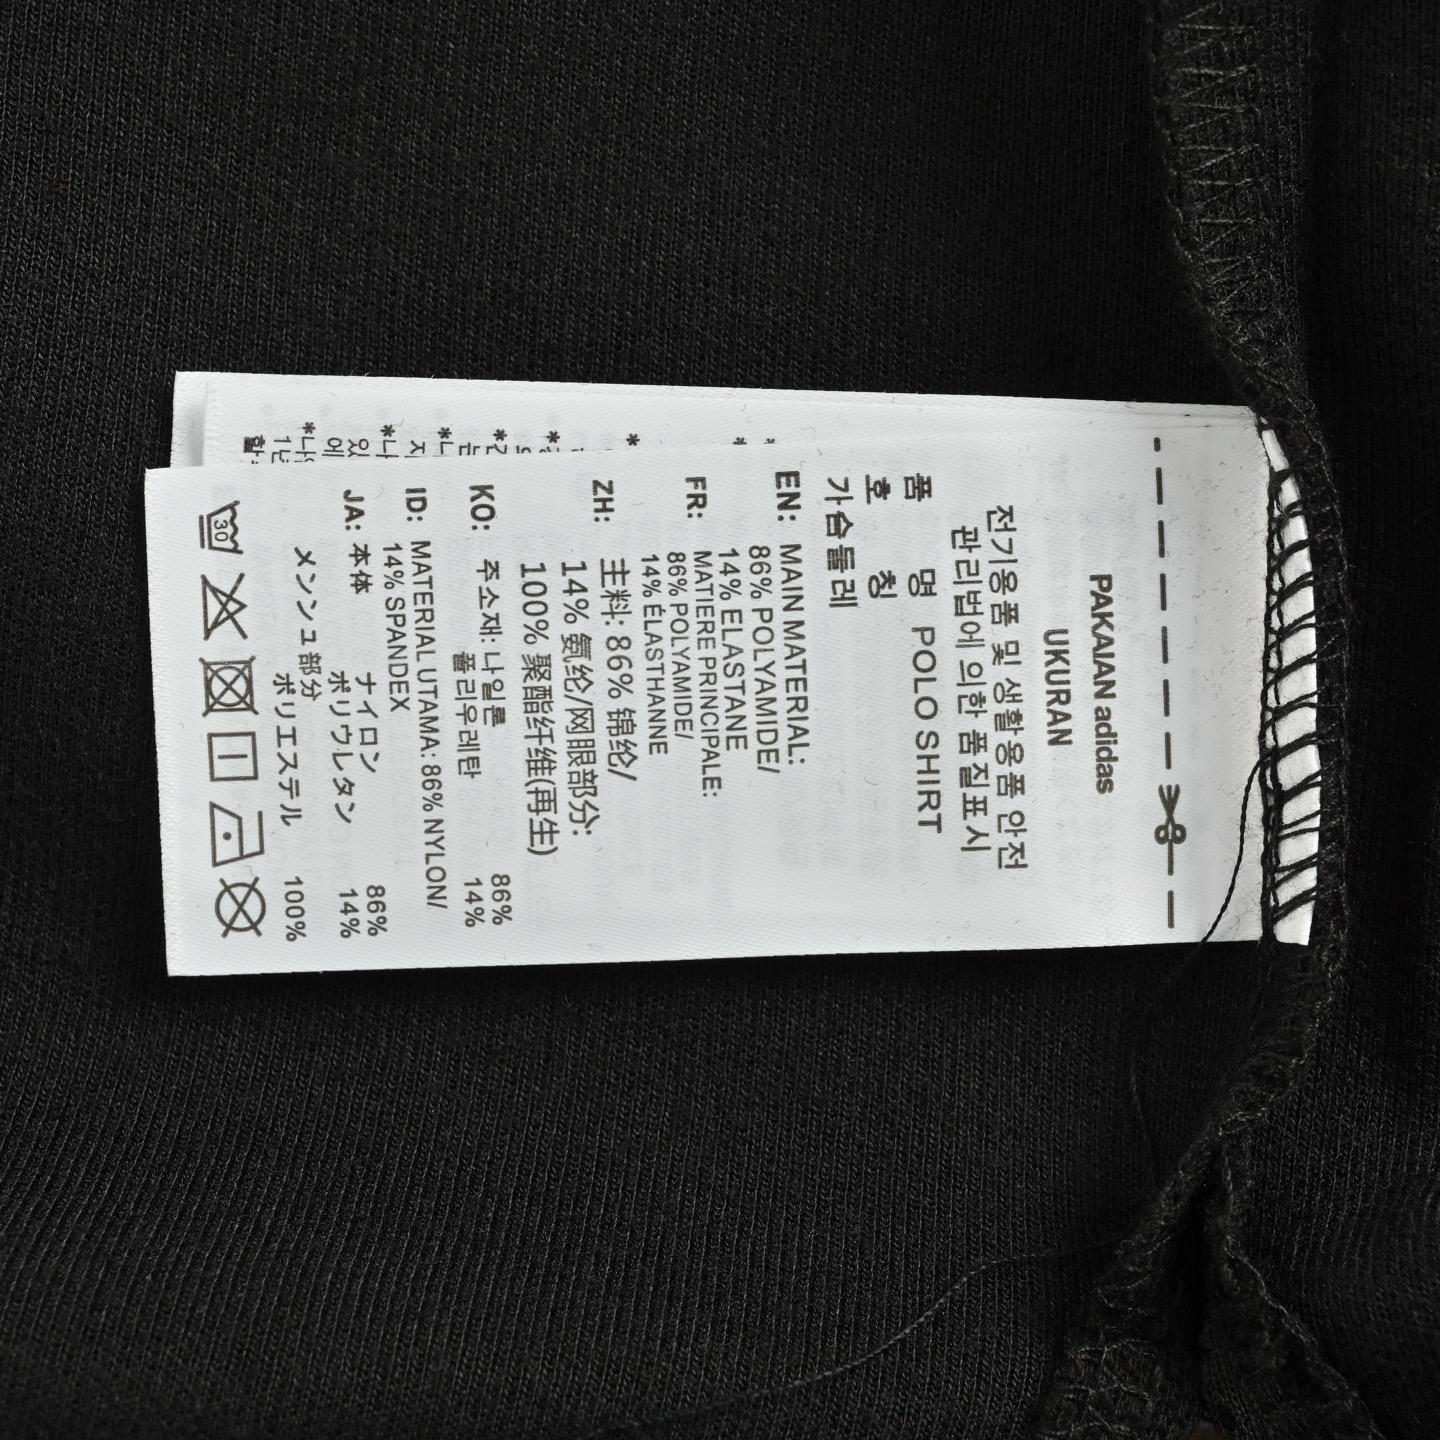 PAKAIAN adidas
UKURAN
전기용품 및 생활용품 안전
관리법에 의한 품질표시
품 명 POLO SHIRT
호 칭
가슴둘레
EN: MAIN MATERIAL:
86% POLYAMIDE/
14% ELASTANE
FR: MATIERE PRINCIPALE:
86% POLYAMIDE/
14% ÉLASTHANNE
ZH: 主料: 86% 锦纶/
14% 氨纶/网眼部分:
100% 聚酯纤维(再生)
KO: 주소재: 나일론 86%
폴리우레탄 14%
ID: MATERIAL UTAMA: 86% NYLON/
14% SPANDEX
JA: 本体 ナイロン 86%
ポリウレタン 14%
メンシュ部分
ポリエステル 100%
30